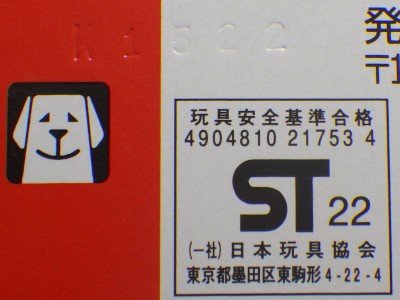 K1322
発
〒1
玩具安全基準合格
4904810 21753 4
ST 22
(一社)日本玩具協会
東京都墨田区東駒形4-22-4